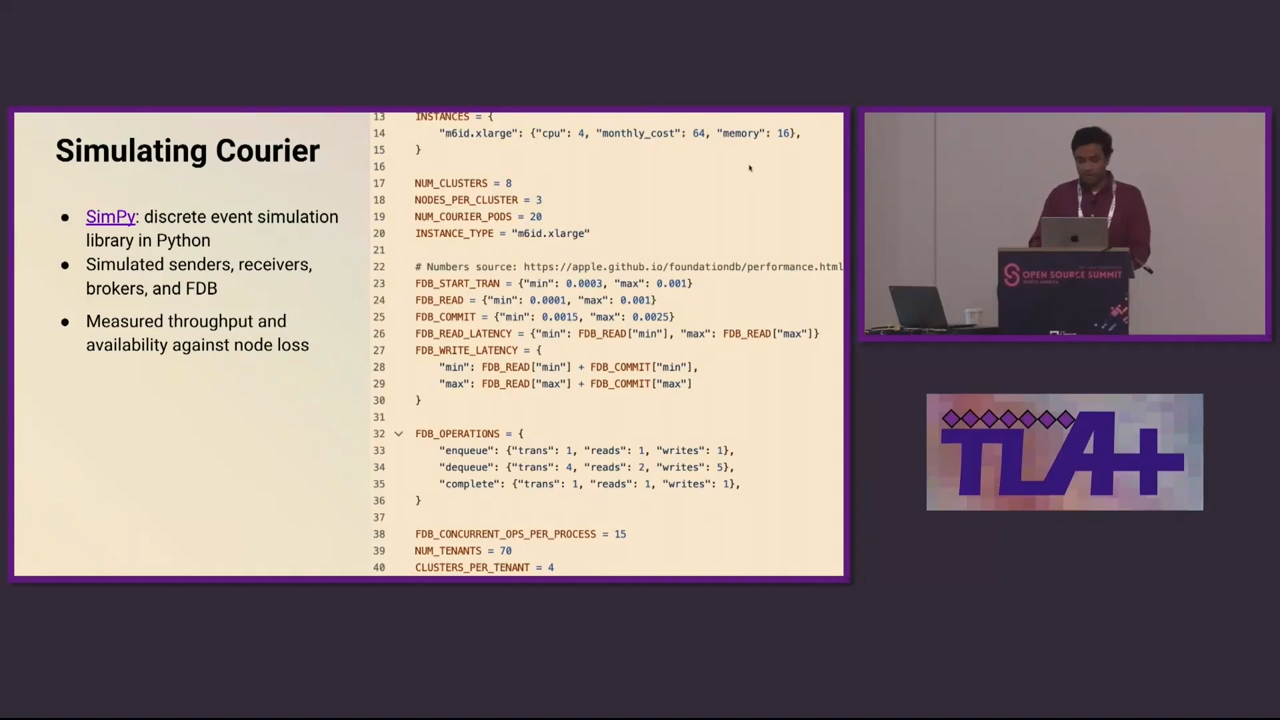 Simulating Courier
● SimPy: discrete event simulation
library in Python
● Simulated senders, receivers,
brokers, and FDB
● Measured throughput and
availability against node loss
13 INSTANCES = {
14 "m6id.xlarge": {"cpu": 4, "monthly_cost": 64, "memory": 16},
15 }
16
17 NUM_CLUSTERS = 8
18 NODES_PER_CLUSTER = 3
19 NUM_COURIER_PODS = 20
20 INSTANCE_TYPE = "m6id.xlarge"
21
22 # Numbers source: https://apple.github.io/foundationdb/performance.html
23 FDB_START_TRAN = {"min": 0.0003, "max": 0.001}
24 FDB_READ = {"min": 0.0001, "max": 0.001}
25 FDB_COMMIT = {"min": 0.0015, "max": 0.0025}
26 FDB_READ_LATENCY = {"min": FDB_READ["min"], "max": FDB_READ["max"]}
27 FDB_WRITE_LATENCY = {
28 "min": FDB_READ["min"] + FDB_COMMIT["min"],
29 "max": FDB_READ["max"] + FDB_COMMIT["max"]
30 }
31
32 FDB_OPERATIONS = {
33 "enqueue": {"trans": 1, "reads": 1, "writes": 1},
34 "dequeue": {"trans": 4, "reads": 2, "writes": 5},
35 "complete": {"trans": 1, "reads": 1, "writes": 1},
36 }
37
38 FDB_CONCURRENT_OPS_PER_PROCESS = 15
39 NUM_TENANTS = 70
40 CLUSTERS_PER_TENANT = 4
OPEN SOURCE SUMMIT
NORTH AMERICA
TLA+